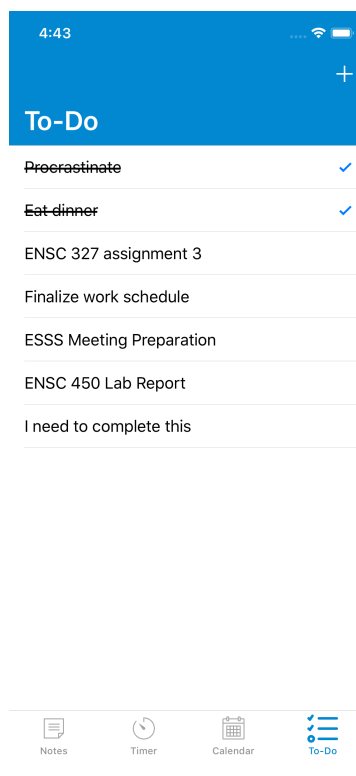 4:43
To-Do
Procrastinate
Eat dinner
ENSC 327 assignment 3
Finalize work schedule
ESSS Meeting Preparation
ENSC 450 Lab Report
I need to complete this
Notes Timer Calendar To-Do